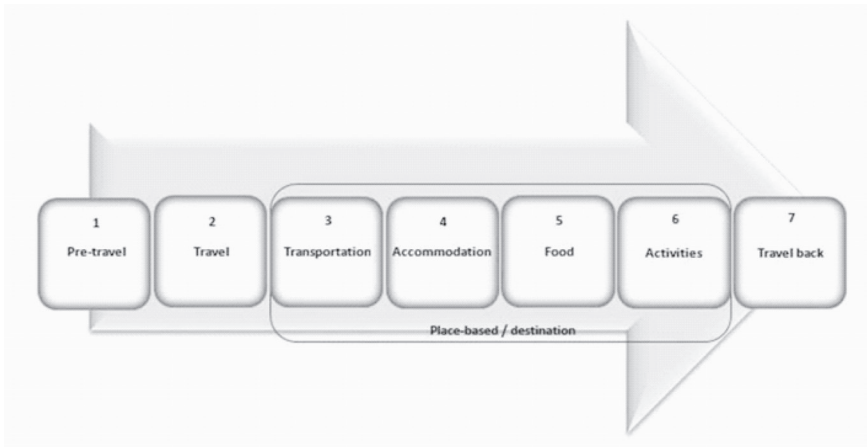 1
Pre-travel
2
Travel
3
Transportation
4
Accommodation
5
Food
6
Activities
7
Travel back
Place-based / destination